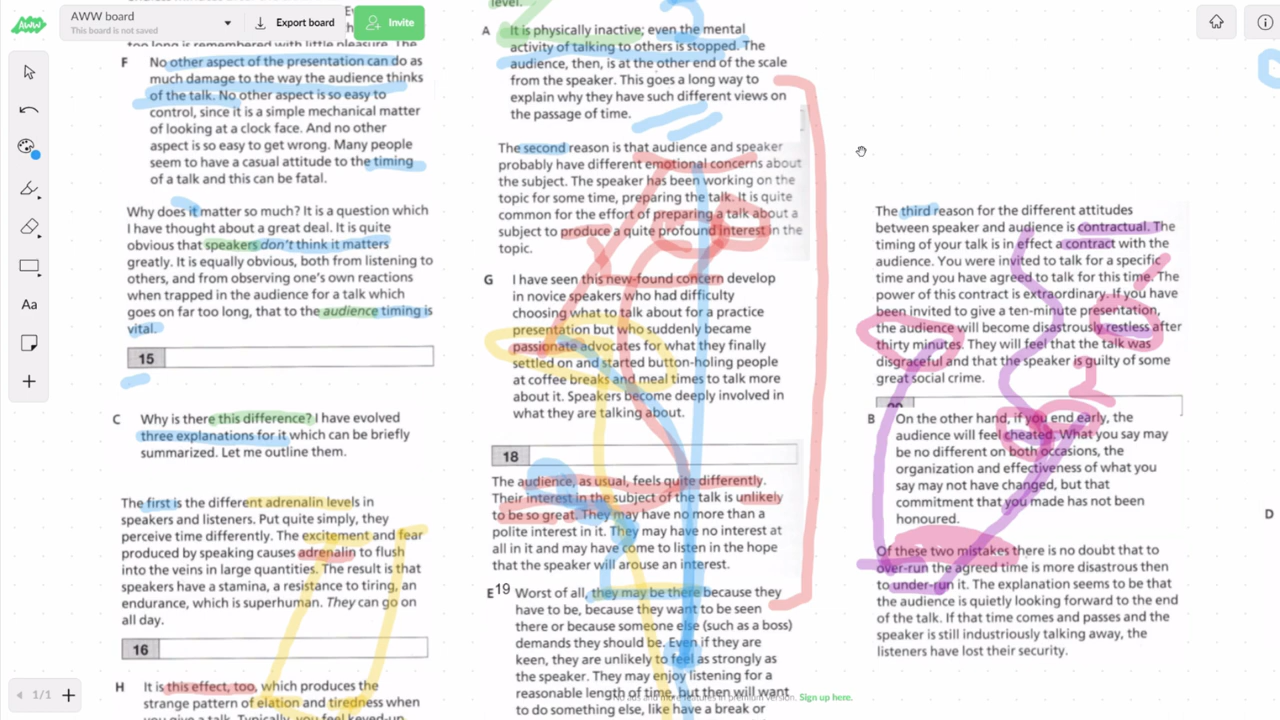 AWW board
This board is not saved
Export board
Invite
too long is remembered with little pleasure. The
F No other aspect of the presentation can do as
much damage to the way the audience thinks
of the talk. No other aspect is so easy to
control, since it is a simple mechanical matter
of looking at a clock face. And no other
aspect is so easy to get wrong. Many people
seem to have a casual attitude to the timing
of a talk and this can be fatal.
Why does it matter so much? It is a question which
I have thought about a great deal. It is quite
obvious that speakers don't think it matters
greatly. It is equally obvious, both from listening to
others, and from observing one's own reactions
when trapped in the audience for a talk which
goes on far too long, that to the audience timing is
vital.
15
C Why is there this difference? I have evolved
three explanations for it which can be briefly
summarized. Let me outline them.
The first is the different adrenalin levels in
speakers and listeners. Put quite simply, they
perceive time differently. The excitement and fear
produced by speaking causes adrenalin to flush
into the veins in large quantities. The result is that
speakers have a stamina, a resistance to tiring, an
endurance, which is superhuman. They can go on
all day.
16
H It is this effect, too, which produces the
strange pattern of elation and tiredness when
you give a talk. Typically, you feel keyed-up
level.
A It is physically inactive; even the mental
activity of talking to others is stopped. The
audience, then, is at the other end of the scale
from the speaker. This goes a long way to
explain why they have such different views on
the passage of time.
The second reason is that audience and speaker
probably have different emotional concerns about
the subject. The speaker has been working on the
topic for some time, preparing the talk. It is quite
common for the effort of preparing a talk about a
subject to produce a quite profound interest in the
topic.
G I have seen this new-found concern develop
in novice speakers who had difficulty
choosing what to talk about for a practice
presentation but who suddenly became
passionate advocates for what they finally
settled on and started button-holing people
at coffee breaks and meal times to talk more
about it. Speakers become deeply involved in
what they are talking about.
18
The audience, as usual, feels quite differently.
Their interest in the subject of the talk is unlikely
to be so great. They may have no more than a
polite interest in it. They may have no interest at
all in it and may have come to listen in the hope
that the speaker will arouse an interest.
E 19 Worst of all, they may be there because they
have to be, because they want to be seen
there or because someone else (such as a boss)
demands they should be. Even if they are
keen, they are unlikely to feel as strongly as
the speaker. They may enjoy listening for a
reasonable length of time, but then will want
to do something else, like have a break or
The third reason for the different attitudes
between speaker and audience is contractual. The
timing of your talk is in effect a contract with the
audience. You were invited to talk for a specific
time and you have agreed to talk for this time. The
power of this contract is extraordinary. If you have
been invited to give a ten-minute presentation,
the audience will become disastrously restless after
thirty minutes. They will feel that the talk was
disgraceful and that the speaker is guilty of some
great social crime.
B On the other hand, if you end early, the
audience will feel cheated. What you say may
be no different on both occasions, the
organization and effectiveness of what you
say may not have changed, but that
commitment that you made has not been
honoured.
Of these two mistakes there is no doubt that to
over-run the agreed time is more disastrous then
to under-run it. The explanation seems to be that
the audience is quietly looking forward to the end
of the talk. If that time comes and passes and the
speaker is still industriously talking away, the
listeners have lost their security.
D
Aa
1/1
premium version. Sign up here.